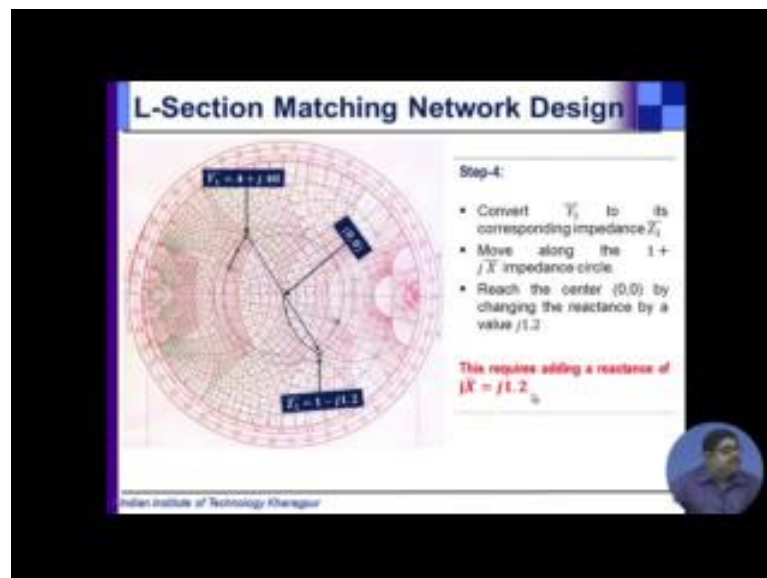 L-Section Matching Network Design
Step-4:
Convert Y̅₁ to its
corresponding impedance Z̅₁
Move along the 1+
jX̅ impedance circle
Reach the center (0,0) by
changing the reactance by a
value j1.2
This requires adding a reactance of
jX̅ = j1.2
(0,0)
Z̅₁ = 1 − j1.2
Indian Institute of Technology Kharagpur